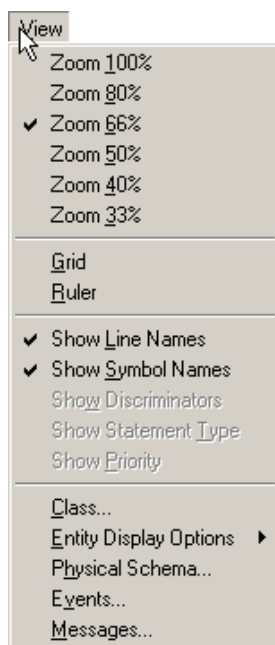 View
Zoom 100%
Zoom 80%
Zoom 66%
Zoom 50%
Zoom 40%
Zoom 33%
Grid
Ruler
Show Line Names
Show Symbol Names
Show Discriminators
Show Statement Type
Show Priority
Class...
Entity Display Options
Physical Schema...
Events...
Messages...